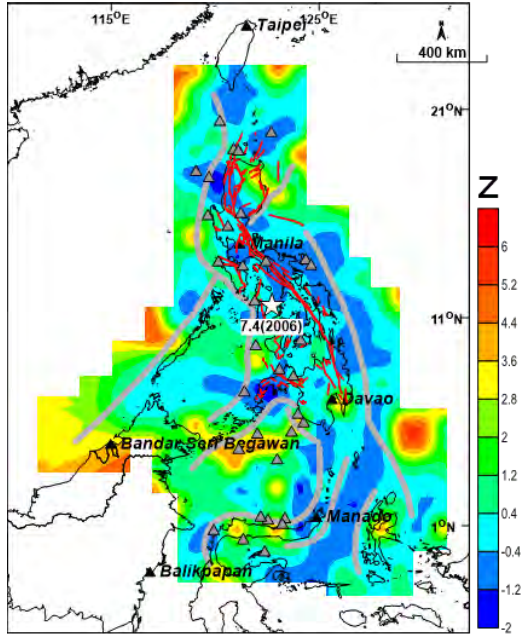 115°E
125°E
Taipei
N
400 km
21°N
Z
Manila
6
5.2
7.4(2006)
11°N
4.4
3.6
2.8
Davao
2
Bandar Seri Begawan
1.2
0.4
Manado
1°N
-0.4
Balikpapan
-1.2
-2